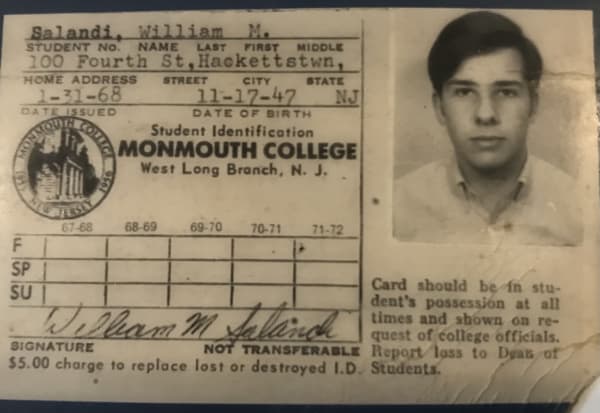 Salandi, William M.
STUDENT NO. NAME LAST FIRST MIDDLE
100 Fourth St, Hackettstwn,
HOME ADDRESS STREET CITY STATE
1-31-68 11-17-47 NJ
DATE ISSUED DATE OF BIRTH
MONMOUTH COLLEGE
NEW JERSEY
Student Identification
MONMOUTH COLLEGE
West Long Branch, N. J.
67-68 68-69 69-70 70-71 71-72
F
SP
SU
William M Salandi
SIGNATURE NOT TRANSFERABLE
$5.00 charge to replace lost or destroyed I.D.
Card should be in stu-
dent's possession at all
times and shown on re-
quest of college officials.
Report loss to Dean of
Students.